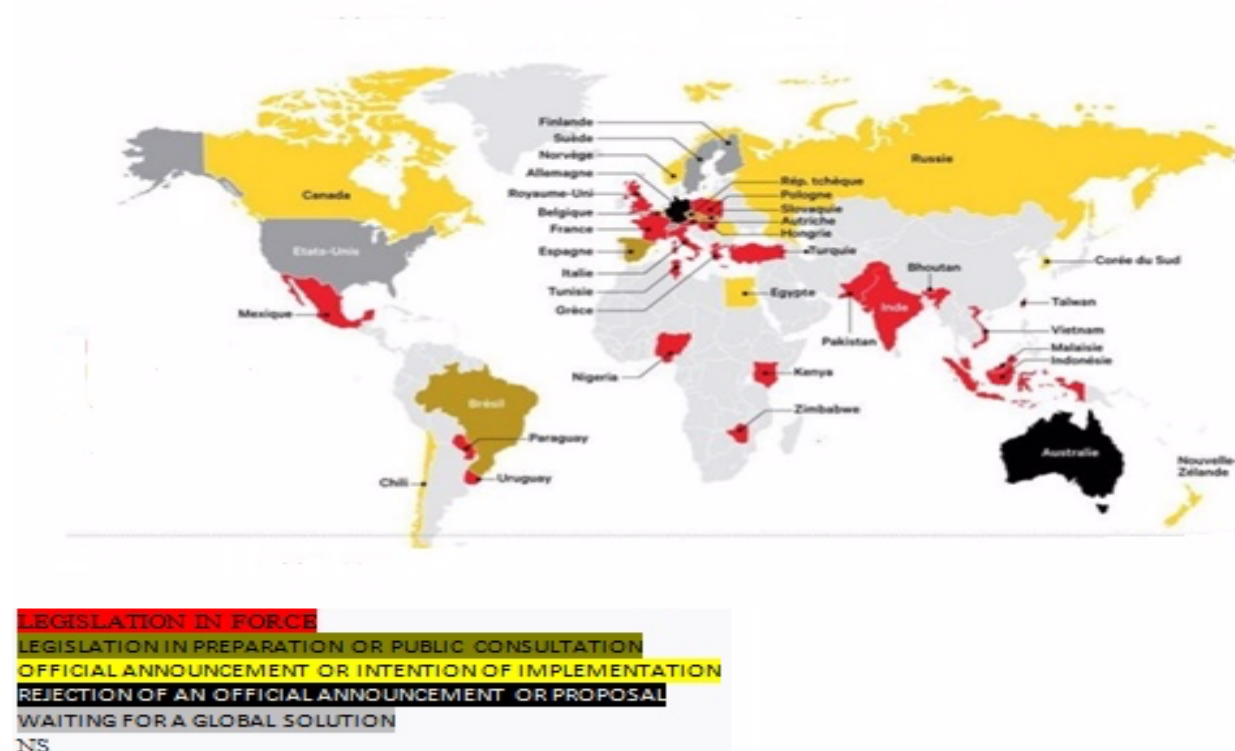 Finlande
Suède
Norvège
Allemagne
Royaume-Uni
Belgique
France
Espagne
Italie
Tunisie
Grèce
Rép. tchèque
Pologne
Slovaquie
Autriche
Hongrie
Turquie
Russie
Canada
Etats-Unis
Mexique
Egypte
Bhoutan
Corée du Sud
Inde
Taïwan
Vietnam
Malaisie
Indonésie
Pakistan
Nigeria
Kenya
Zimbabwe
Brésil
Paraguay
Uruguay
Chili
Australie
Nouvelle-
Zélande
LEGISLATION IN FORCE
LEGISLATION IN PREPARATION OR PUBLIC CONSULTATION
OFFICIAL ANNOUNCEMENT OR INTENTION OF IMPLEMENTATION
REJECTION OF AN OFFICIAL ANNOUNCEMENT OR PROPOSAL
WAITING FOR A GLOBAL SOLUTION
NS